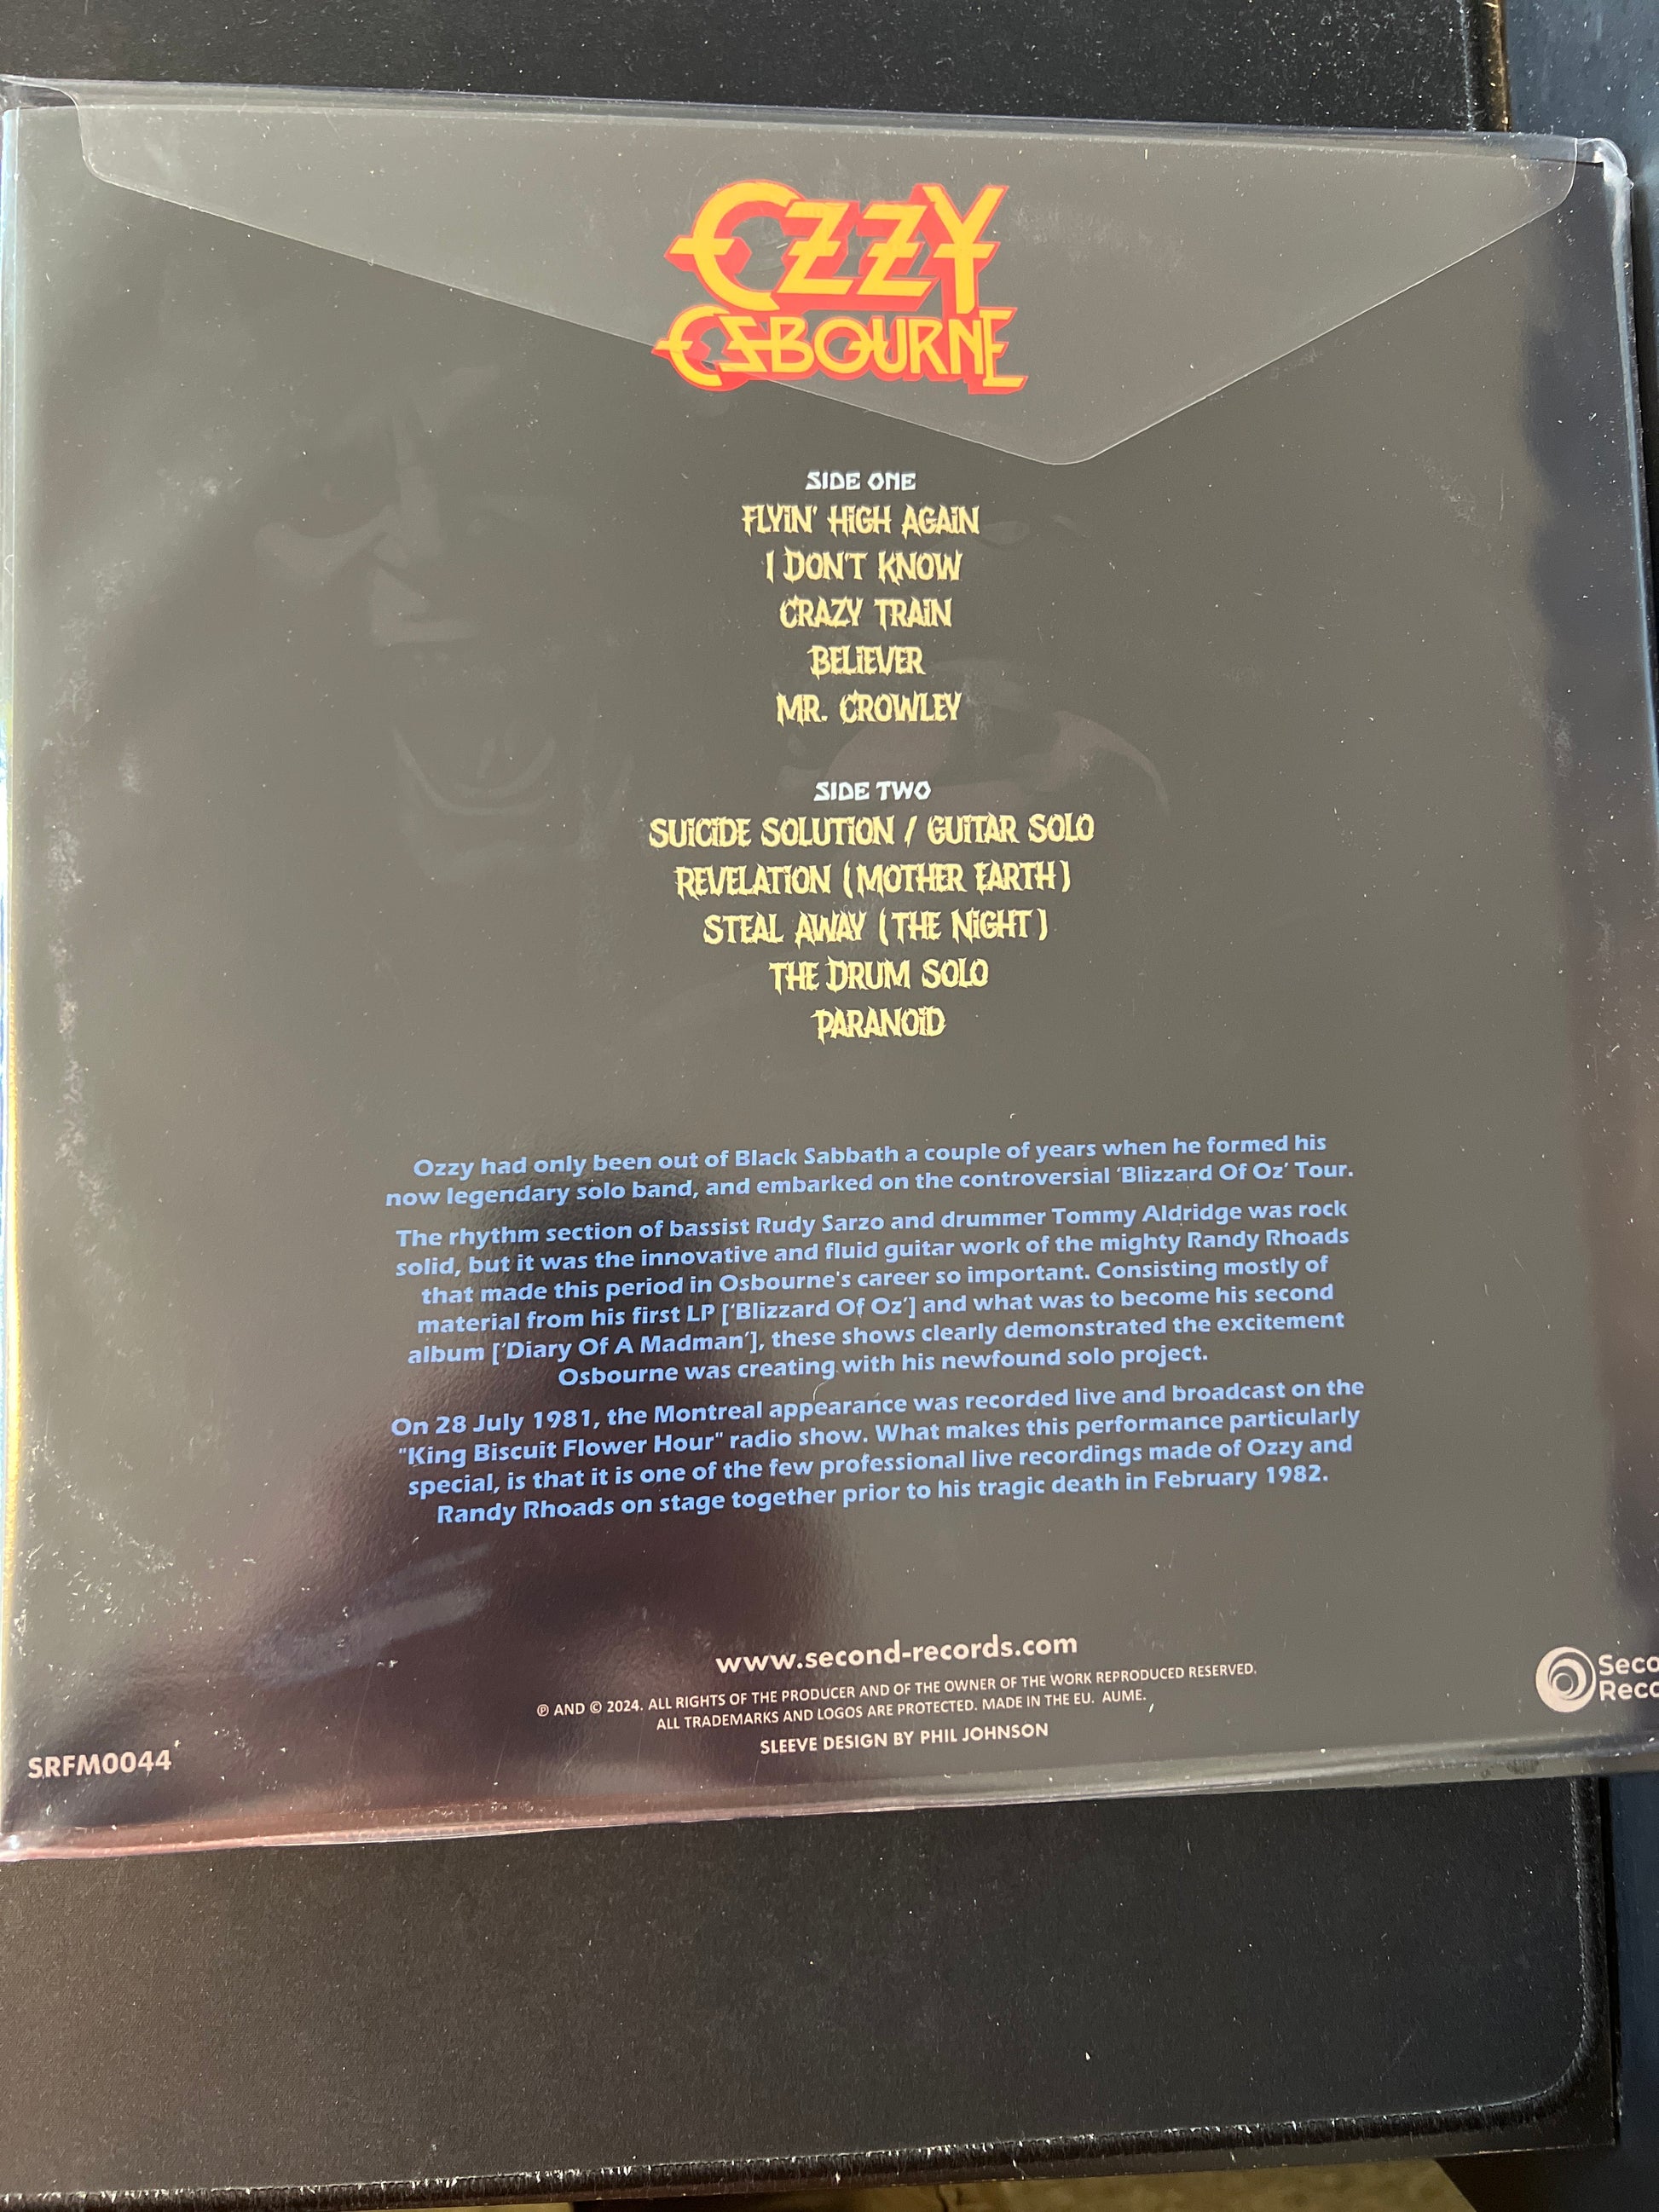 OZZY
OSBOURNE
SIDE ONE
FLYIN' HIGH AGAIN
I DON'T KNOW
CRAZY TRAIN
BELIEVER
MR. CROWLEY
SIDE TWO
SUICIDE SOLUTION / GUITAR SOLO
REVELATION (MOTHER EARTH)
STEAL AWAY (THE NIGHT)
THE DRUM SOLO
PARANOID
Ozzy had only been out of Black Sabbath a couple of years when he formed his
now legendary solo band, and embarked on the controversial 'Blizzard Of Oz' Tour.
The rhythm section of bassist Rudy Sarzo and drummer Tommy Aldridge was rock
solid, but it was the innovative and fluid guitar work of the mighty Randy Rhoads
that made this period in Osbourne's career so important. Consisting mostly of
material from his first LP ['Blizzard Of Oz'] and what was to become his second
album ['Diary Of A Madman'], these shows clearly demonstrated the excitement
Osbourne was creating with his newfound solo project.
On 28 July 1981, the Montreal appearance was recorded live and broadcast on the
"King Biscuit Flower Hour" radio show. What makes this performance particularly
special, is that it is one of the few professional live recordings made of Ozzy and
Randy Rhoads on stage together prior to his tragic death in February 1982.
www.second-records.com
℗ AND © 2024. ALL RIGHTS OF THE PRODUCER AND OF THE OWNER OF THE WORK REPRODUCED RESERVED.
ALL TRADEMARKS AND LOGOS ARE PROTECTED. MADE IN THE EU. AUME.
SLEEVE DESIGN BY PHIL JOHNSON
SRFM0044
Seco
Reco